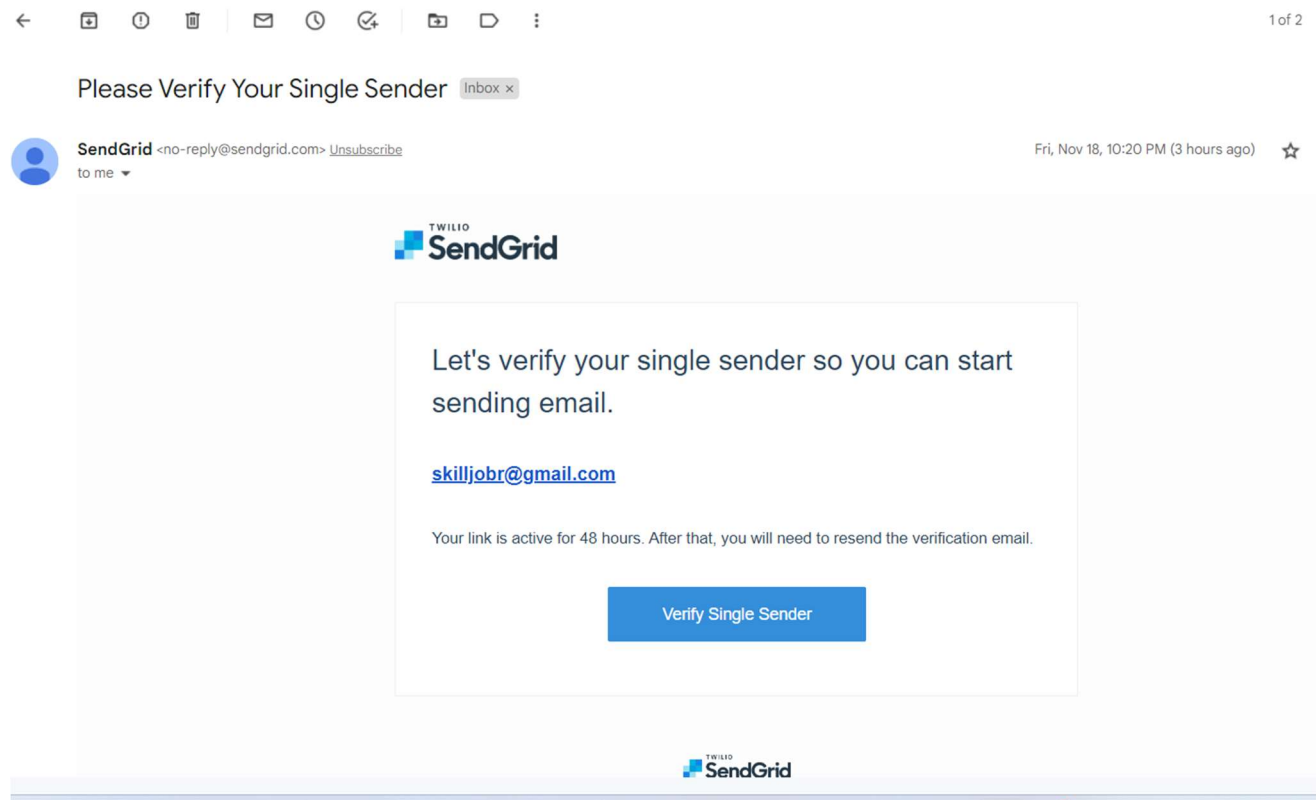 1 of 2
Please Verify Your Single Sender Inbox ×
SendGrid <no-reply@sendgrid.com> Unsubscribe Fri, Nov 18, 10:20 PM (3 hours ago)
to me
TWILIO
SendGrid
Let's verify your single sender so you can start
sending email.
skilljobr@gmail.com
Your link is active for 48 hours. After that, you will need to resend the verification email.
Verify Single Sender
TWILIO
SendGrid